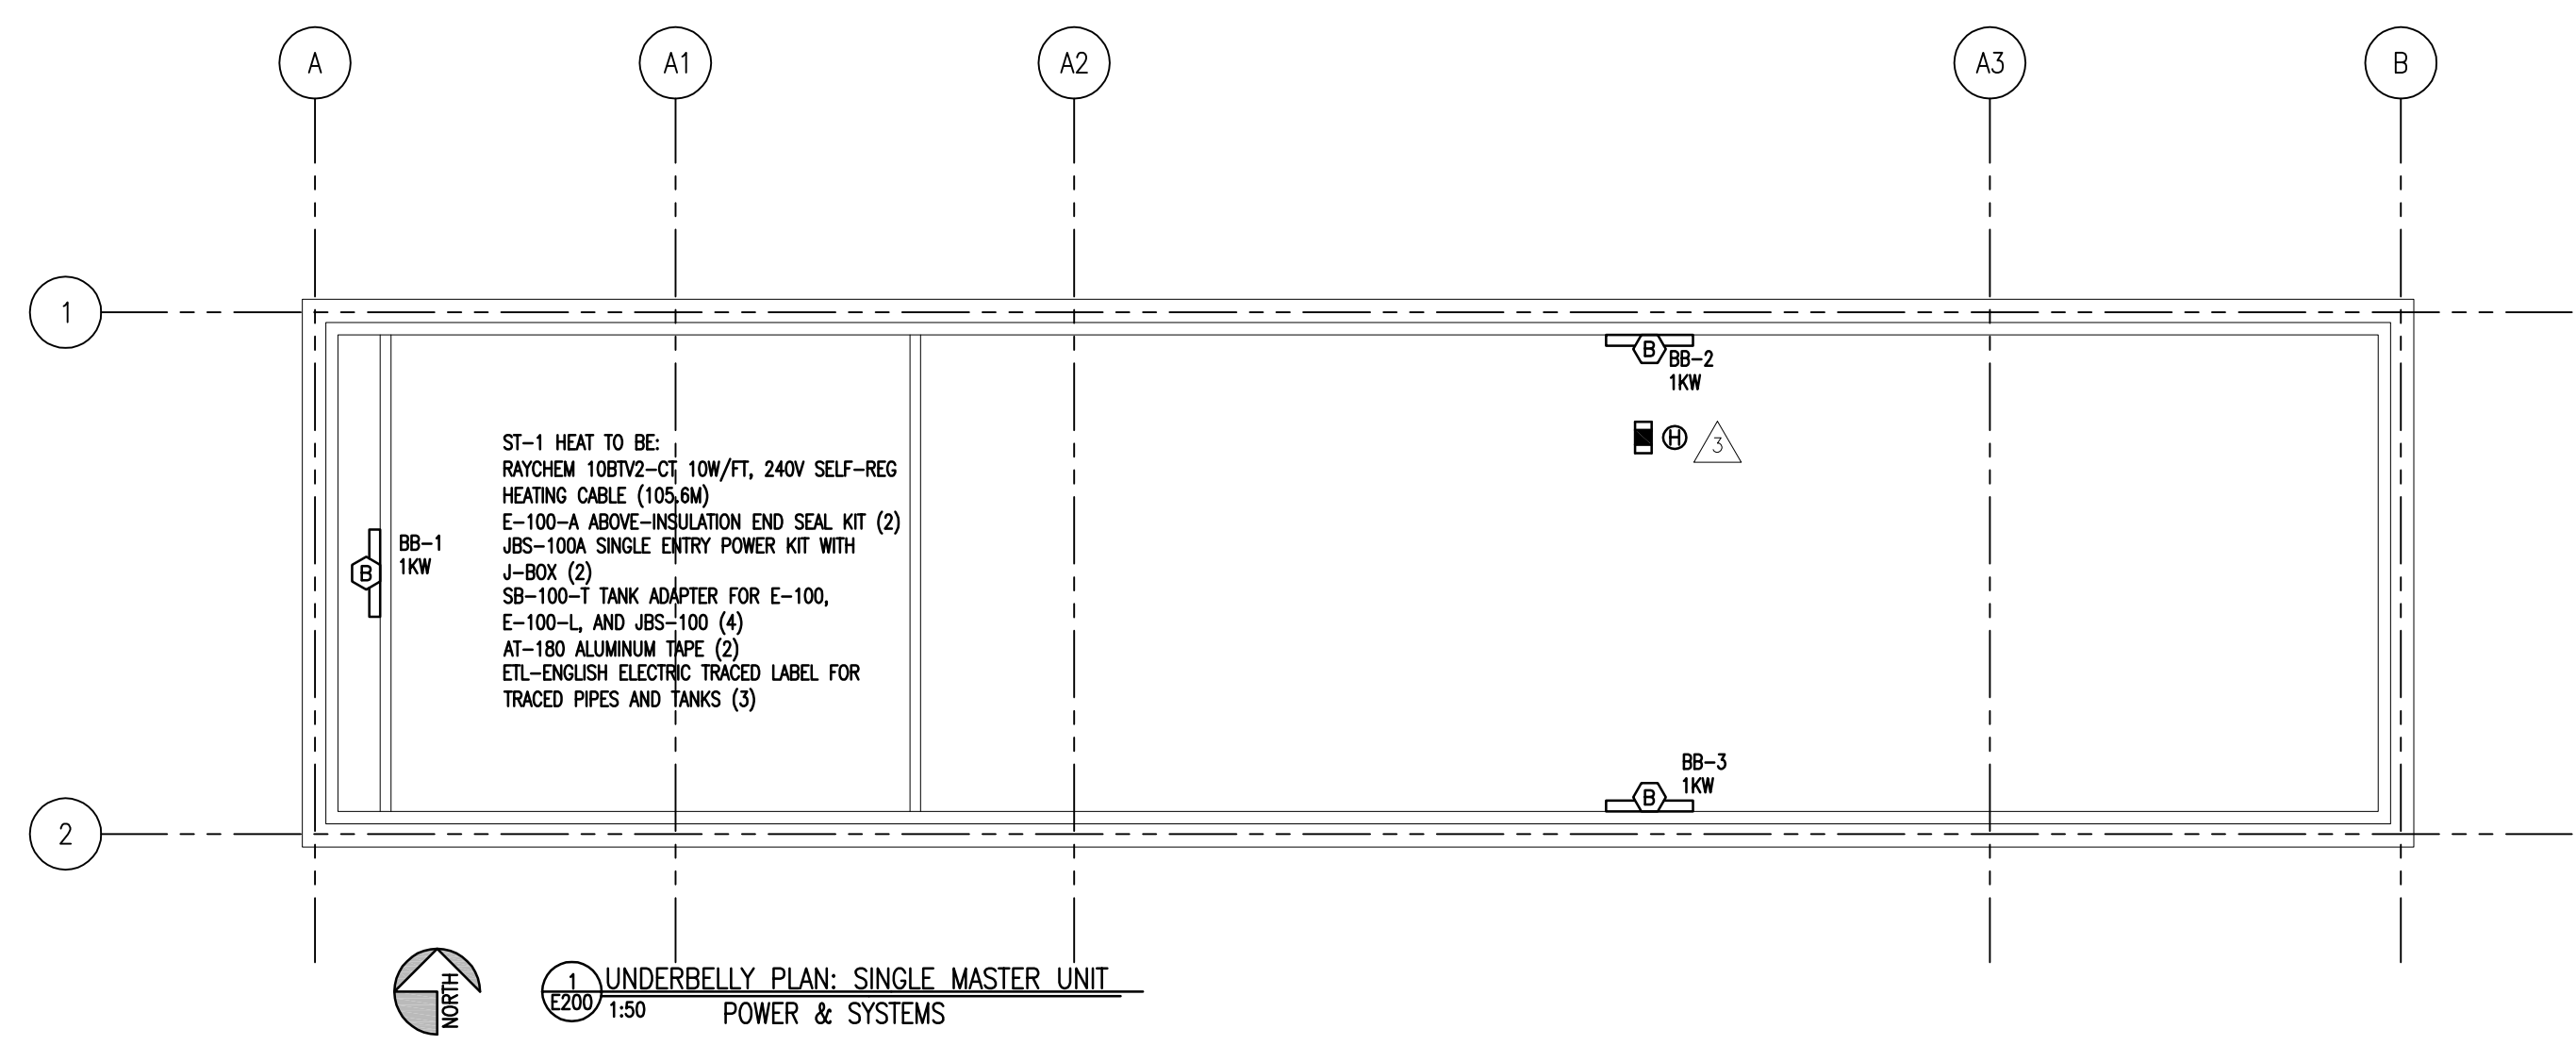 A
A1
A2
A3
B
1
B
BB-2
1KW
H
3
ST-1 HEAT TO BE:
RAYCHEM 10BTV2-CT 10W/FT, 240V SELF-REG
HEATING CABLE (105.6M)
E-100-A ABOVE-INSULATION END SEAL KIT (2)
JBS-100A SINGLE ENTRY POWER KIT WITH
J-BOX (2)
SB-100-T TANK ADAPTER FOR E-100,
E-100-L, AND JBS-100 (4)
AT-180 ALUMINUM TAPE (2)
ETL-ENGLISH ELECTRIC TRACED LABEL FOR
TRACED PIPES AND TANKS (3)
BB-1
1KW
B
BB-3
1KW
B
2
NORTH
1
E200
UNDERBELLY PLAN: SINGLE MASTER UNIT
1:50
POWER & SYSTEMS